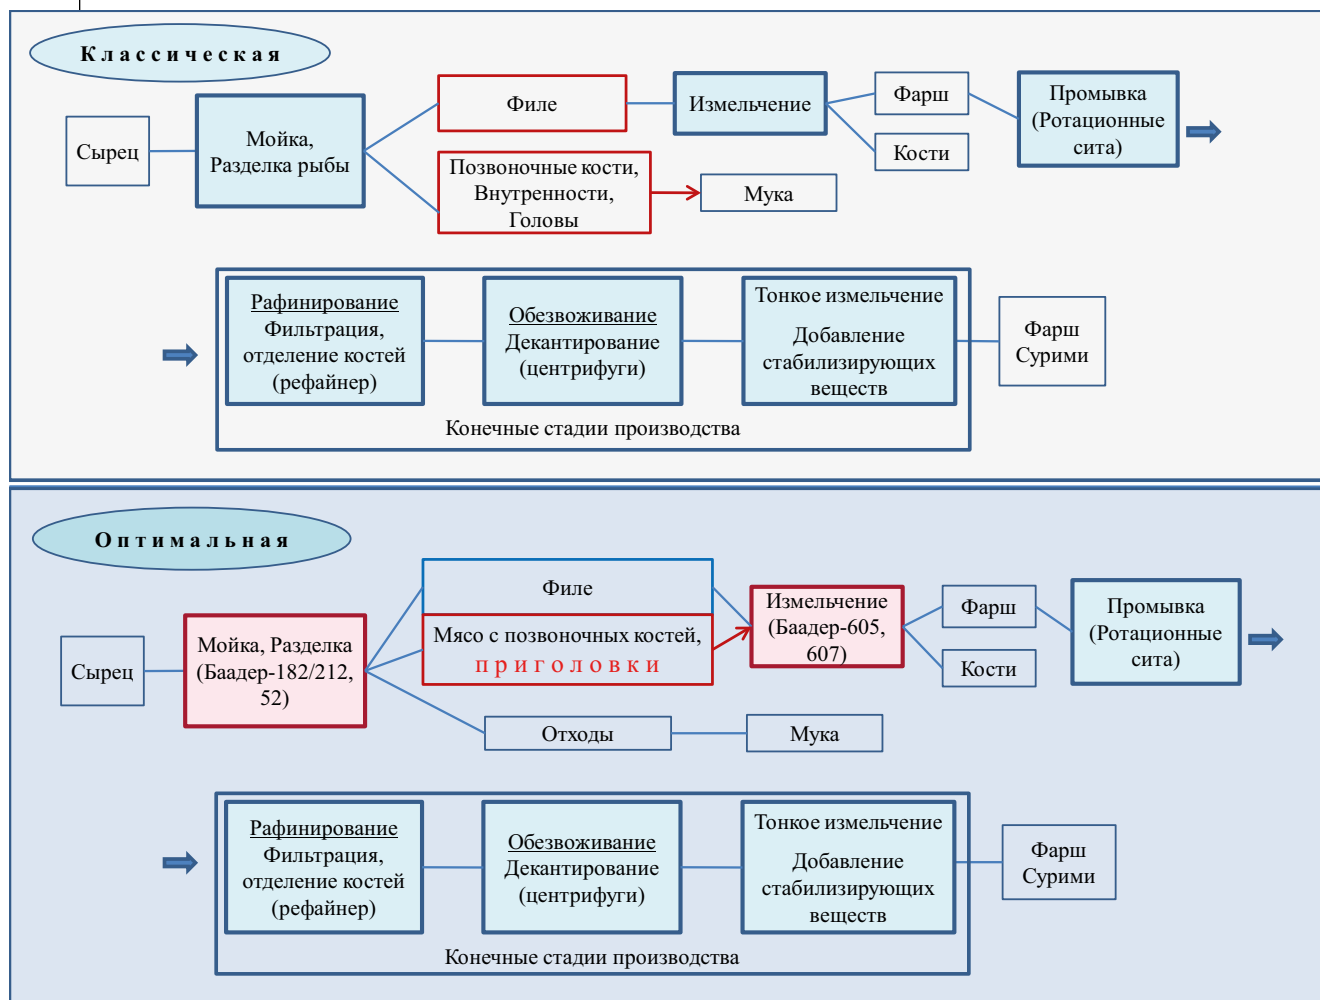 Классическая
Сырец
Мойка,
Разделка рыбы
Филе
Позвоночные кости,
Внутренности,
Головы
Измельчение
Мука
Фарш
Кости
Промывка
(Ротационные
сита)
Рафинирование
Фильтрация,
отделение костей
(рефайнер)
Обезвоживание
Декантирование
(центрифуги)
Тонкое измельчение
Добавление
стабилизирующих
веществ
Фарш
Сурими
Конечные стадии производства
Оптимальная
Сырец
Мойка, Разделка
(Баадер-182/212,
52)
Филе
Мясо с позвоночных костей,
приголовки
Отходы
Измельчение
(Баадер-605,
607)
Мука
Фарш
Кости
Промывка
(Ротационные
сита)
Рафинирование
Фильтрация,
отделение костей
(рефайнер)
Обезвоживание
Декантирование
(центрифуги)
Тонкое измельчение
Добавление
стабилизирующих
веществ
Фарш
Сурими
Конечные стадии производства